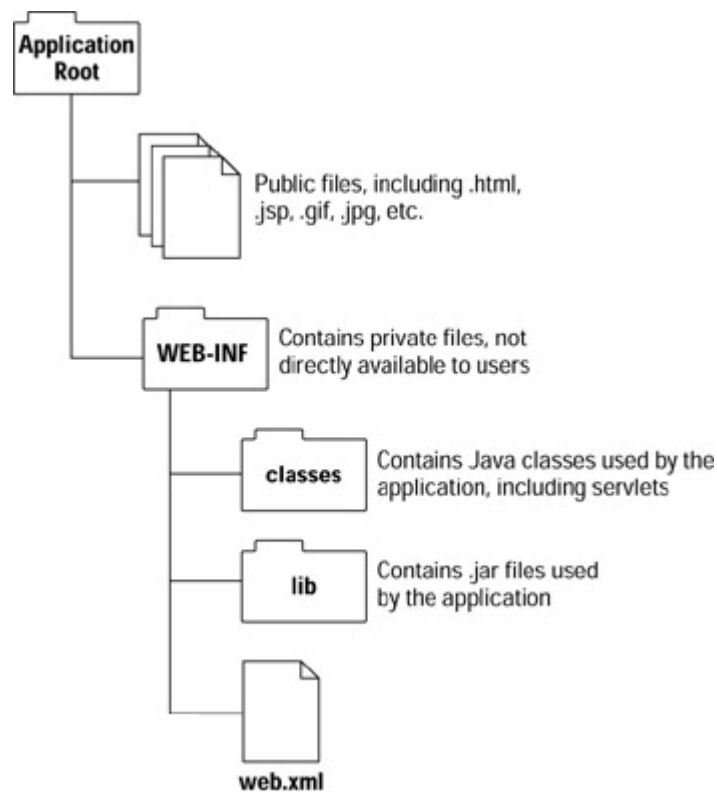 Application
Root
Public files, including .html,
.jsp, .gif, .jpg, etc.
WEB-INF
Contains private files, not
directly available to users
classes
Contains Java classes used by the
application, including servlets
lib
Contains .jar files used
by the application
web.xml